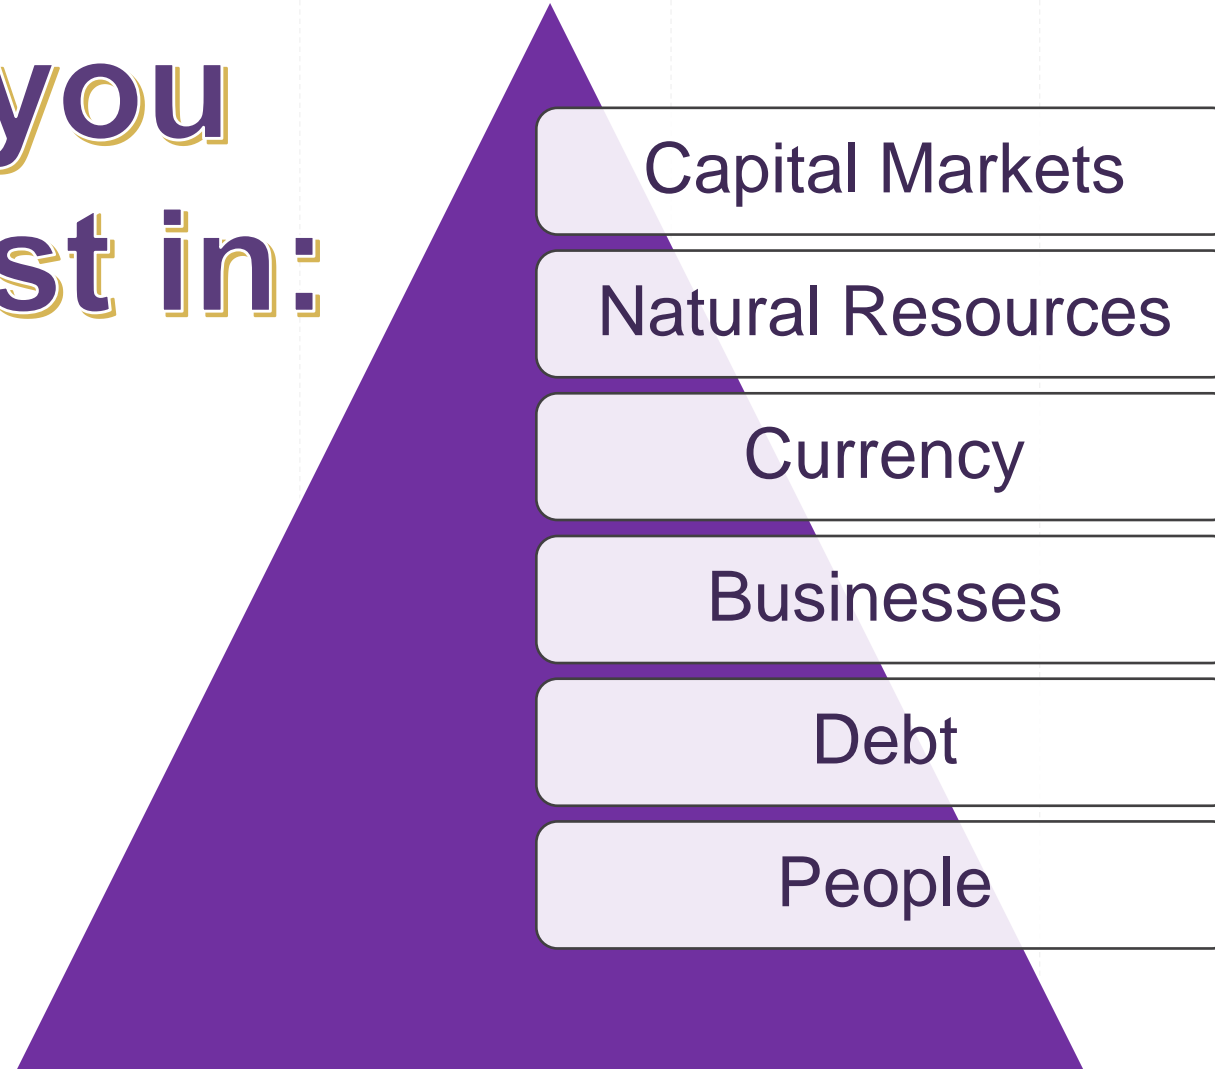 you
st in:
Capital Markets
Natural Resources
Currency
Businesses
Debt
People